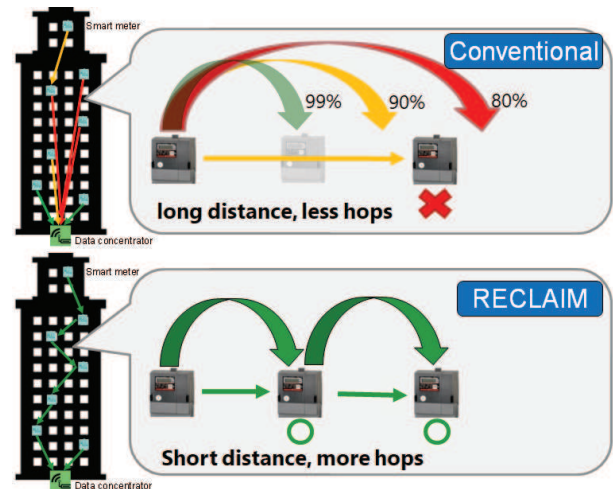 Smart meter
Conventional
99%
90%
80%
long distance, less hops
Data concentrator
Smart meter
RECLAIM
Short distance, more hops
Data concentrator